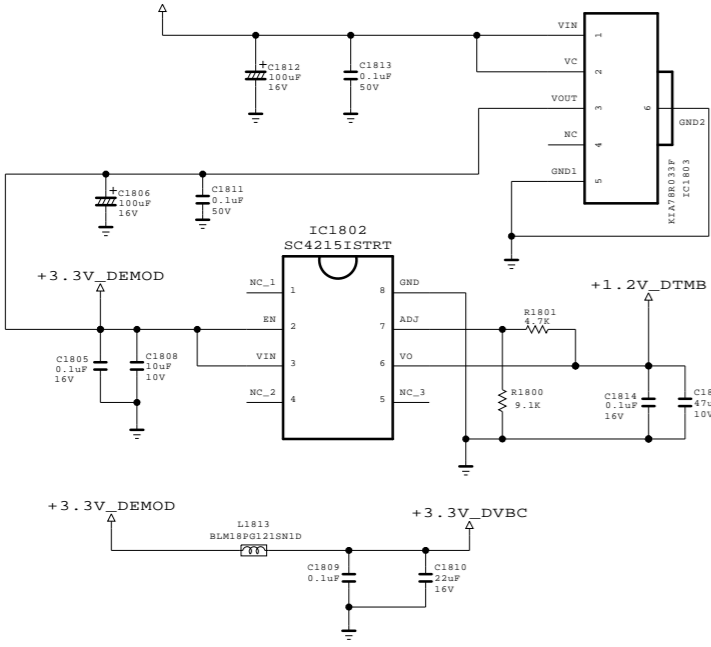 VIN
1
C1812
100uF
16V
C1813
0.1uF
50V
VC
2
VOUT
3
6
GND2
NC
4
GND1
5
KIA78R033F
IC1803
C1806
100uF
16V
C1811
0.1uF
50V
IC1802
SC4215ISTRT
+3.3V_DEMOD
NC_1
1
8
GND
EN
2
7
ADJ
VIN
3
6
VO
NC_2
4
5
NC_3
R1801
4.7K
+1.2V_DTMB
C1805
0.1uF
16V
C1808
10uF
10V
R1800
9.1K
C1814
0.1uF
16V
+3.3V_DEMOD
L1813
BLM18PG121SN1D
+3.3V_DVBC
C1809
0.1uF
C1810
22uF
16V